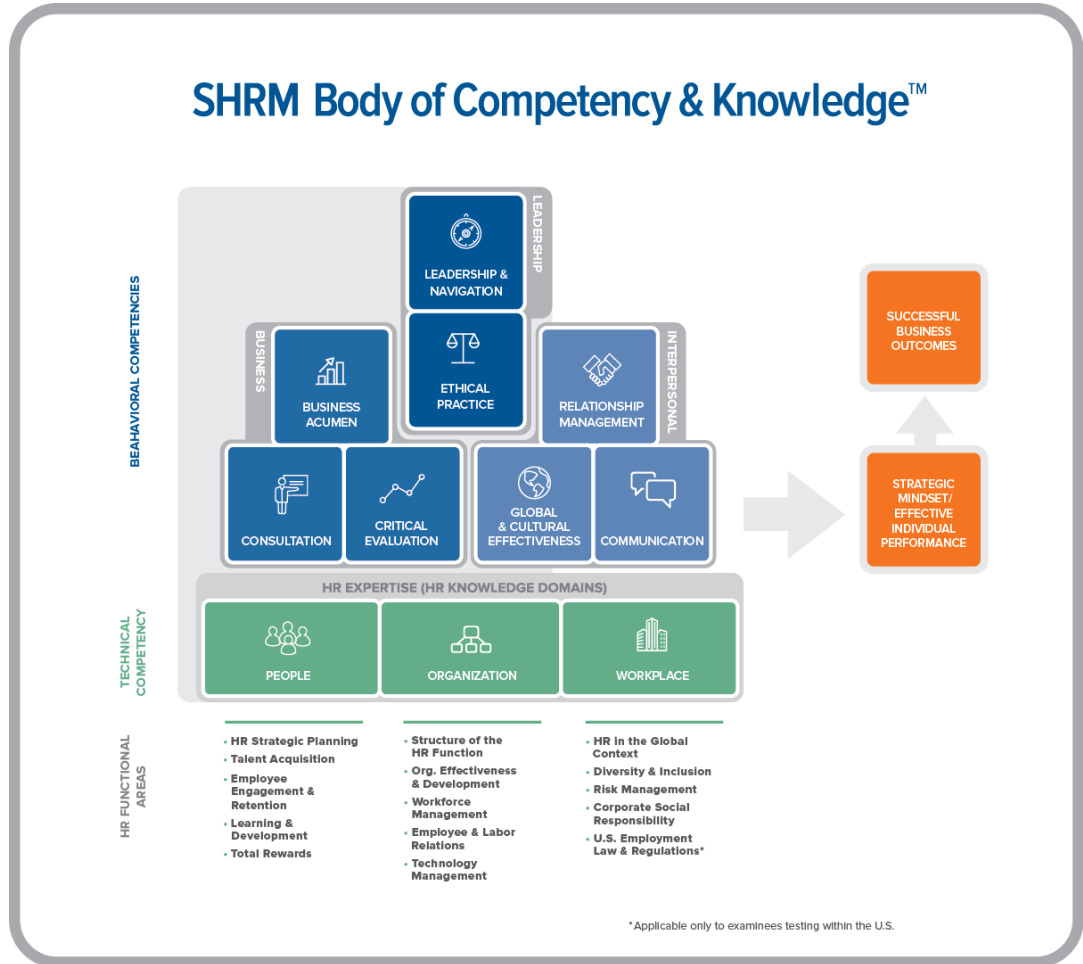 SHRM Body of Competency & Knowledge™
BEAHAVIORAL COMPETENCIES
LEADERSHIP
LEADERSHIP &
NAVIGATION
ETHICAL
PRACTICE
BUSINESS
BUSINESS
ACUMEN
CONSULTATION
CRITICAL
EVALUATION
INTERPERSONAL
RELATIONSHIP
MANAGEMENT
GLOBAL
& CULTURAL
EFFECTIVENESS
COMMUNICATION
SUCCESSFUL
BUSINESS
OUTCOMES
STRATEGIC
MINDSET/
EFFECTIVE
INDIVIDUAL
PERFORMANCE
TECHNICAL
COMPETENCY
HR EXPERTISE (HR KNOWLEDGE DOMAINS)
PEOPLE
ORGANIZATION
WORKPLACE
HR FUNCTIONAL
AREAS
• HR Strategic Planning
• Talent Acquisition
• Employee
Engagement &
Retention
• Learning &
Development
• Total Rewards
• Structure of the
HR Function
• Org. Effectiveness
& Development
• Workforce
Management
• Employee & Labor
Relations
• Technology
Management
• HR in the Global
Context
• Diversity & Inclusion
• Risk Management
• Corporate Social
Responsibility
• U.S. Employment
Law & Regulations*
*Applicable only to examinees testing within the U.S.